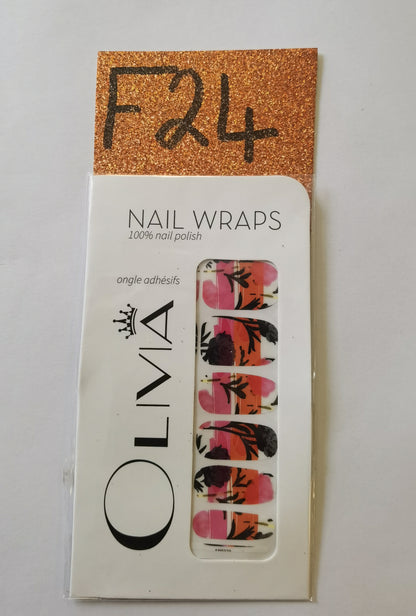 F24
NAIL WRAPS
100% nail polish
ongle adhésifs
OLIVIA